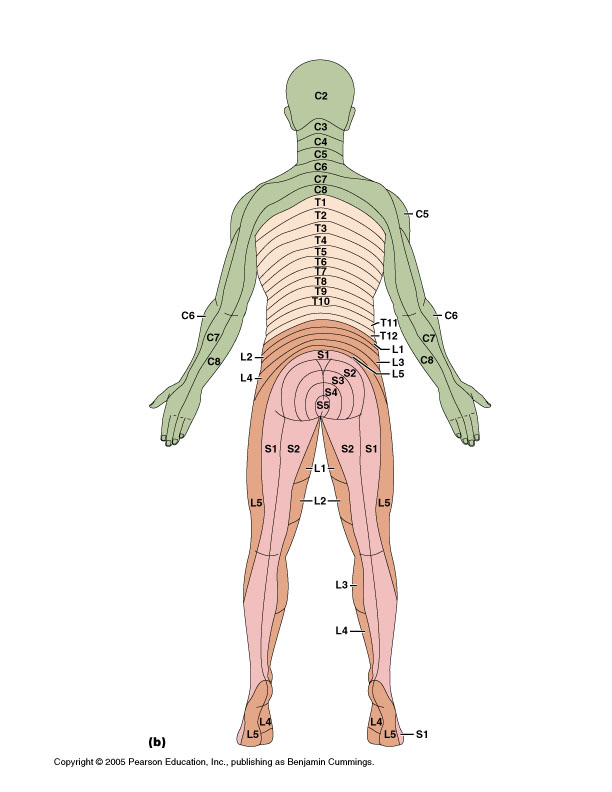 C2
C3
C4
C5
C6
C7
C8
T1
T2
C5
T3
T4
T5
T6
T7
T8
T9
T10
C6
C6
T11
T12
C7
C7
L1
L2
S1
C8
C8
L3
L4
S2
L5
S3
S4
S5
S1
S2
S2
S1
L1
L2
L5
L5
L3
L4
L4
L4
L5
L5
S1
(b)
Copyright © 2005 Pearson Education, Inc., publishing as Benjamin Cummings.